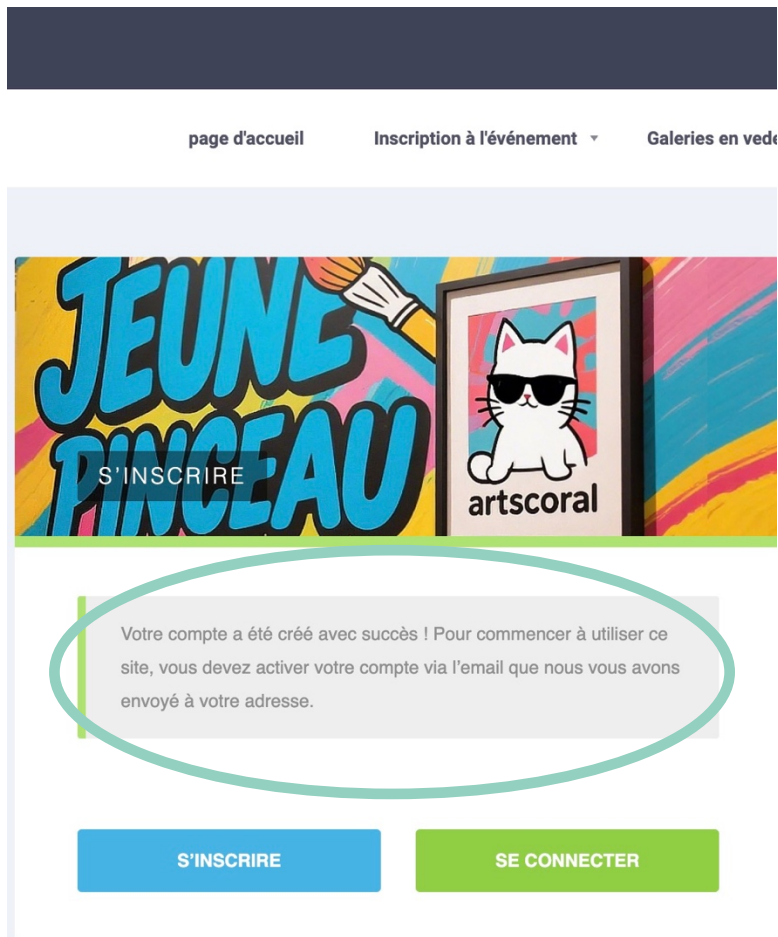 page d'accueil Inscription à l'événement Galeries en vede
JEUNE
PINCEAU
S'INSCRIRE
artscoral
Votre compte a été créé avec succès ! Pour commencer à utiliser ce
site, vous devez activer votre compte via l'email que nous vous avons
envoyé à votre adresse.
S'INSCRIRE SE CONNECTER